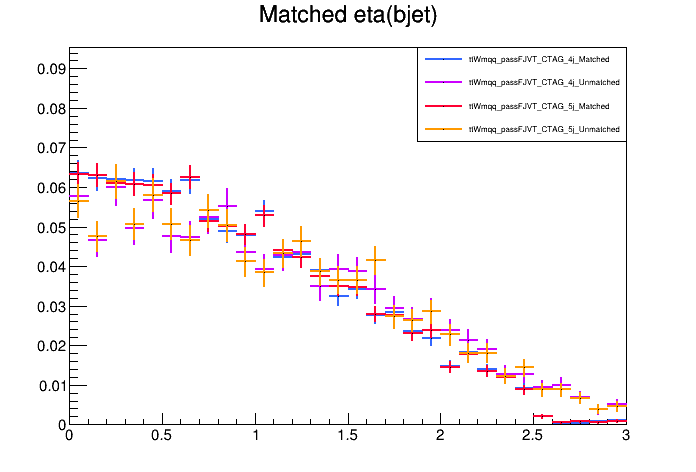 Matched eta(bjet)
ttWmqq_passFJVT_CTAG_4j_Matched
ttWmqq_passFJVT_CTAG_4j_Unmatched
ttWmqq_passFJVT_CTAG_5j_Matched
ttWmqq_passFJVT_CTAG_5j_Unmatched
0.09
0.08
0.07
0.06
0.05
0.04
0.03
0.02
0.01
0
0 0.5 1 1.5 2 2.5 3